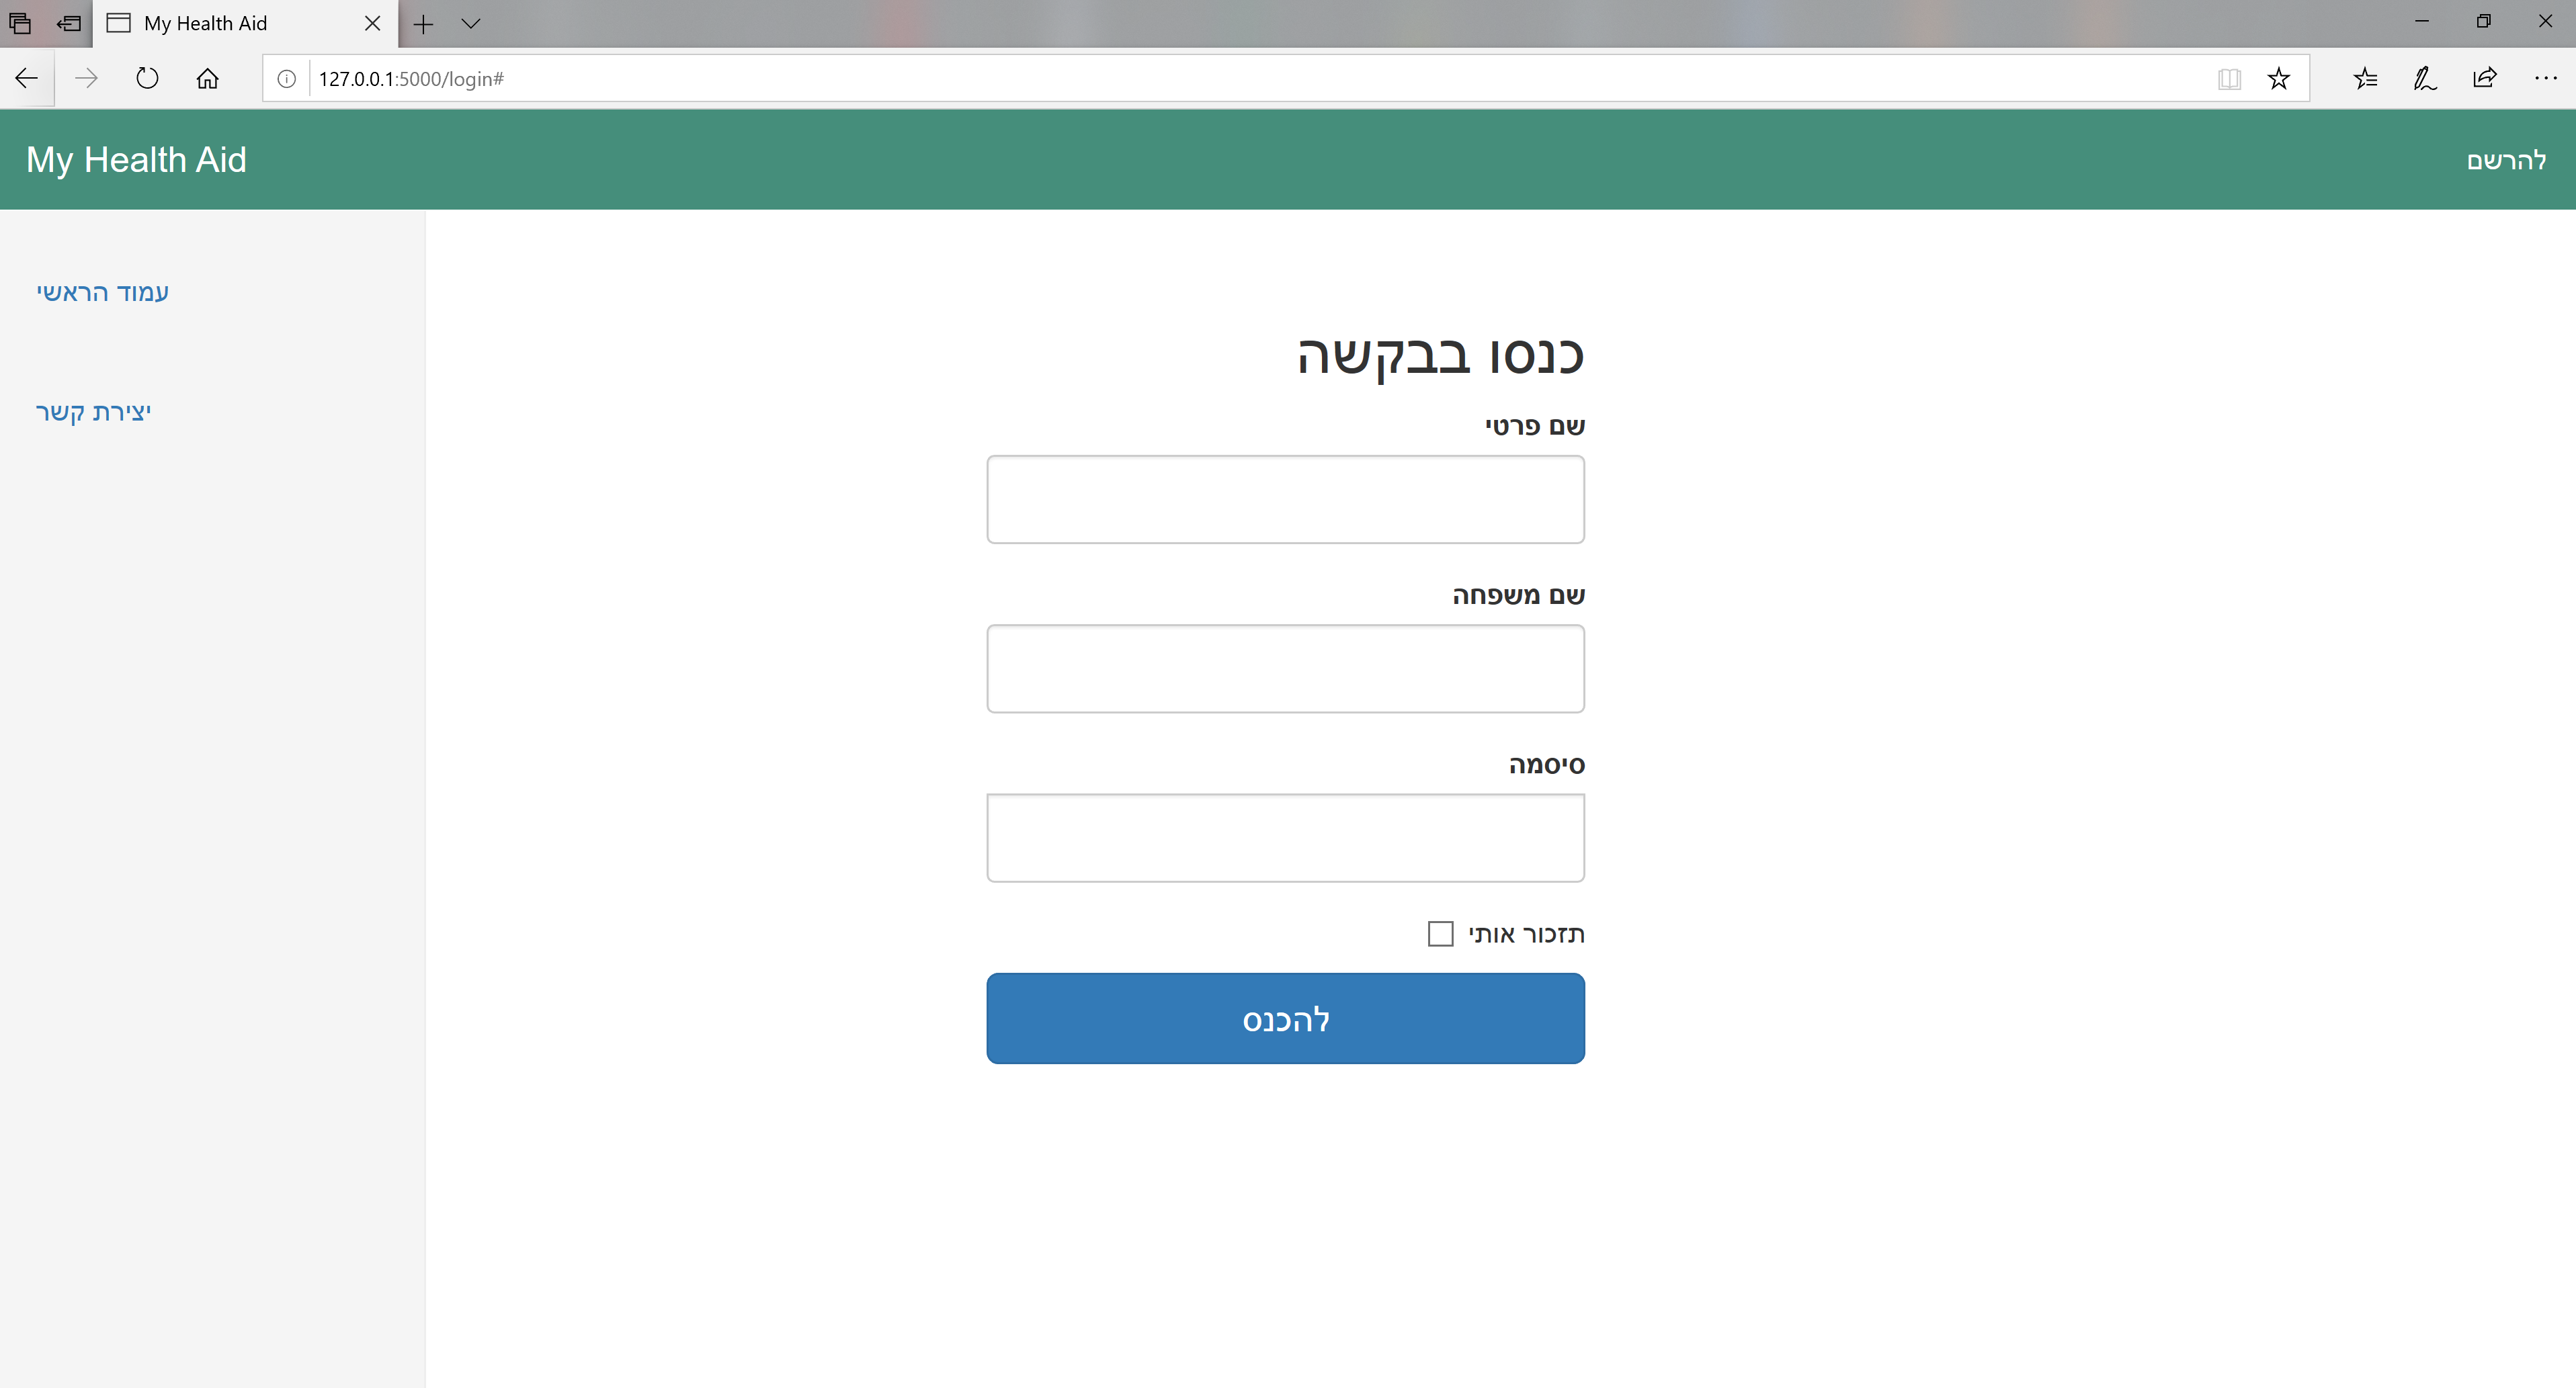 My Health Aid
127.0.0.1:5000/login#
My Health Aid
להרשם
עמוד הראשי
יצירת קשר
כנסו בבקשה
שם פרטי
שם משפחה
סיסמה
תזכור אותי
להכנס